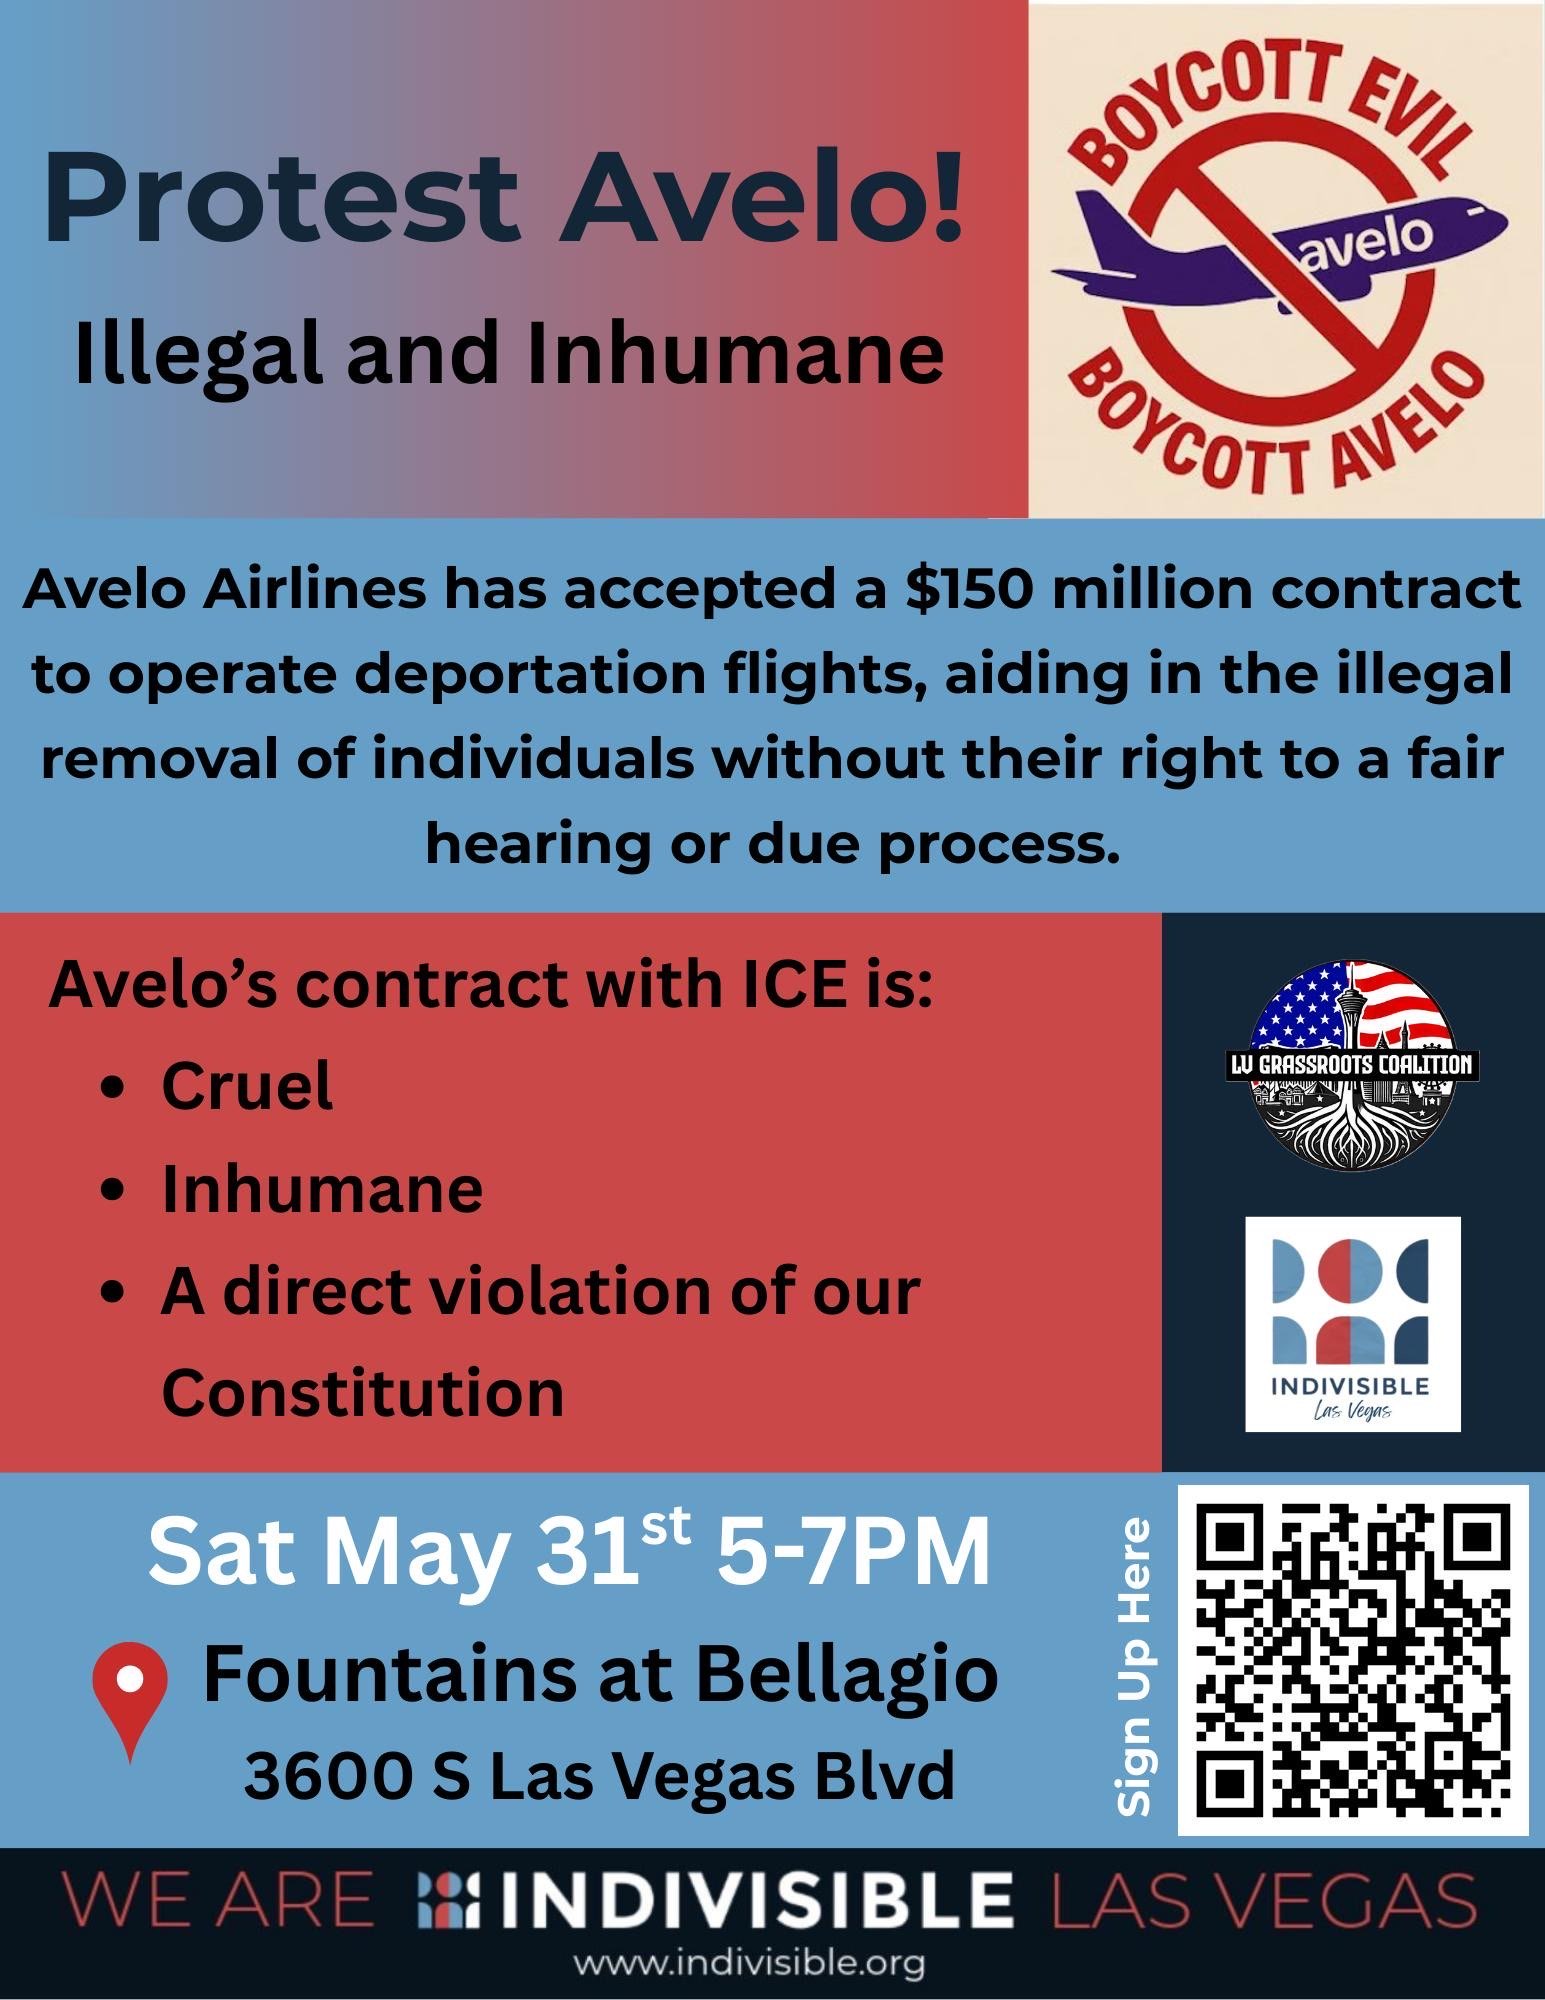 Protest Avelo!
Illegal and Inhumane
BOYCOTT EVIL
avelo
BOYCOTT AVELO
Avelo Airlines has accepted a $150 million contract
to operate deportation flights, aiding in the illegal
removal of individuals without their right to a fair
hearing or due process.
Avelo’s contract with ICE is:
• Cruel
• Inhumane
• A direct violation of our
Constitution
LV GRASSROOTS COALITION
INDIVISIBLE
Las Vegas
Sat May 31st 5-7PM
Fountains at Bellagio
3600 S Las Vegas Blvd
Sign Up Here
WE ARE INDIVISIBLE LAS VEGAS
www.indivisible.org